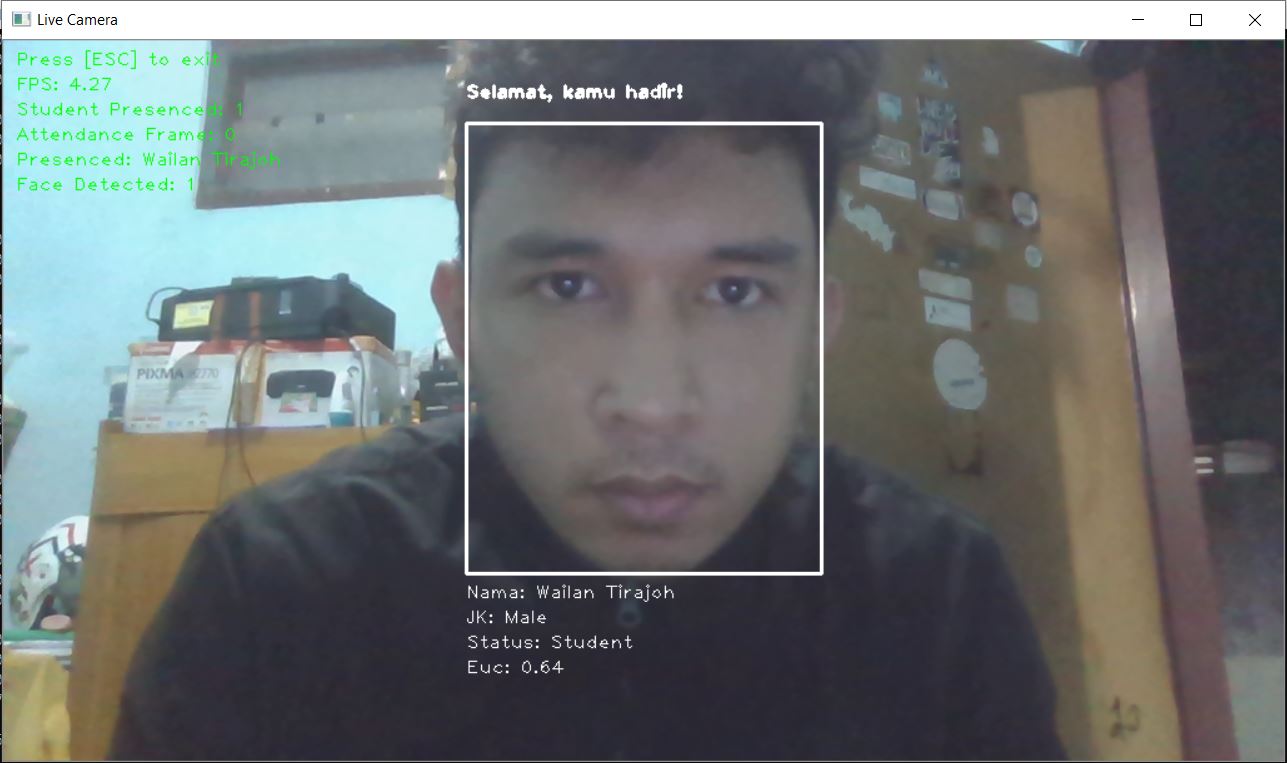 Live Camera
Press [ESC] to exit
FPS: 4.27
Student Presenced: 1
Attendance Frame: 0
Presenced: Wailan Tirajoh
Face Detected: 1
Selamat, kamu hadir!
PIXMA
Nama: Wailan Tirajoh
JK: Male
Status: Student
Euc: 0.64